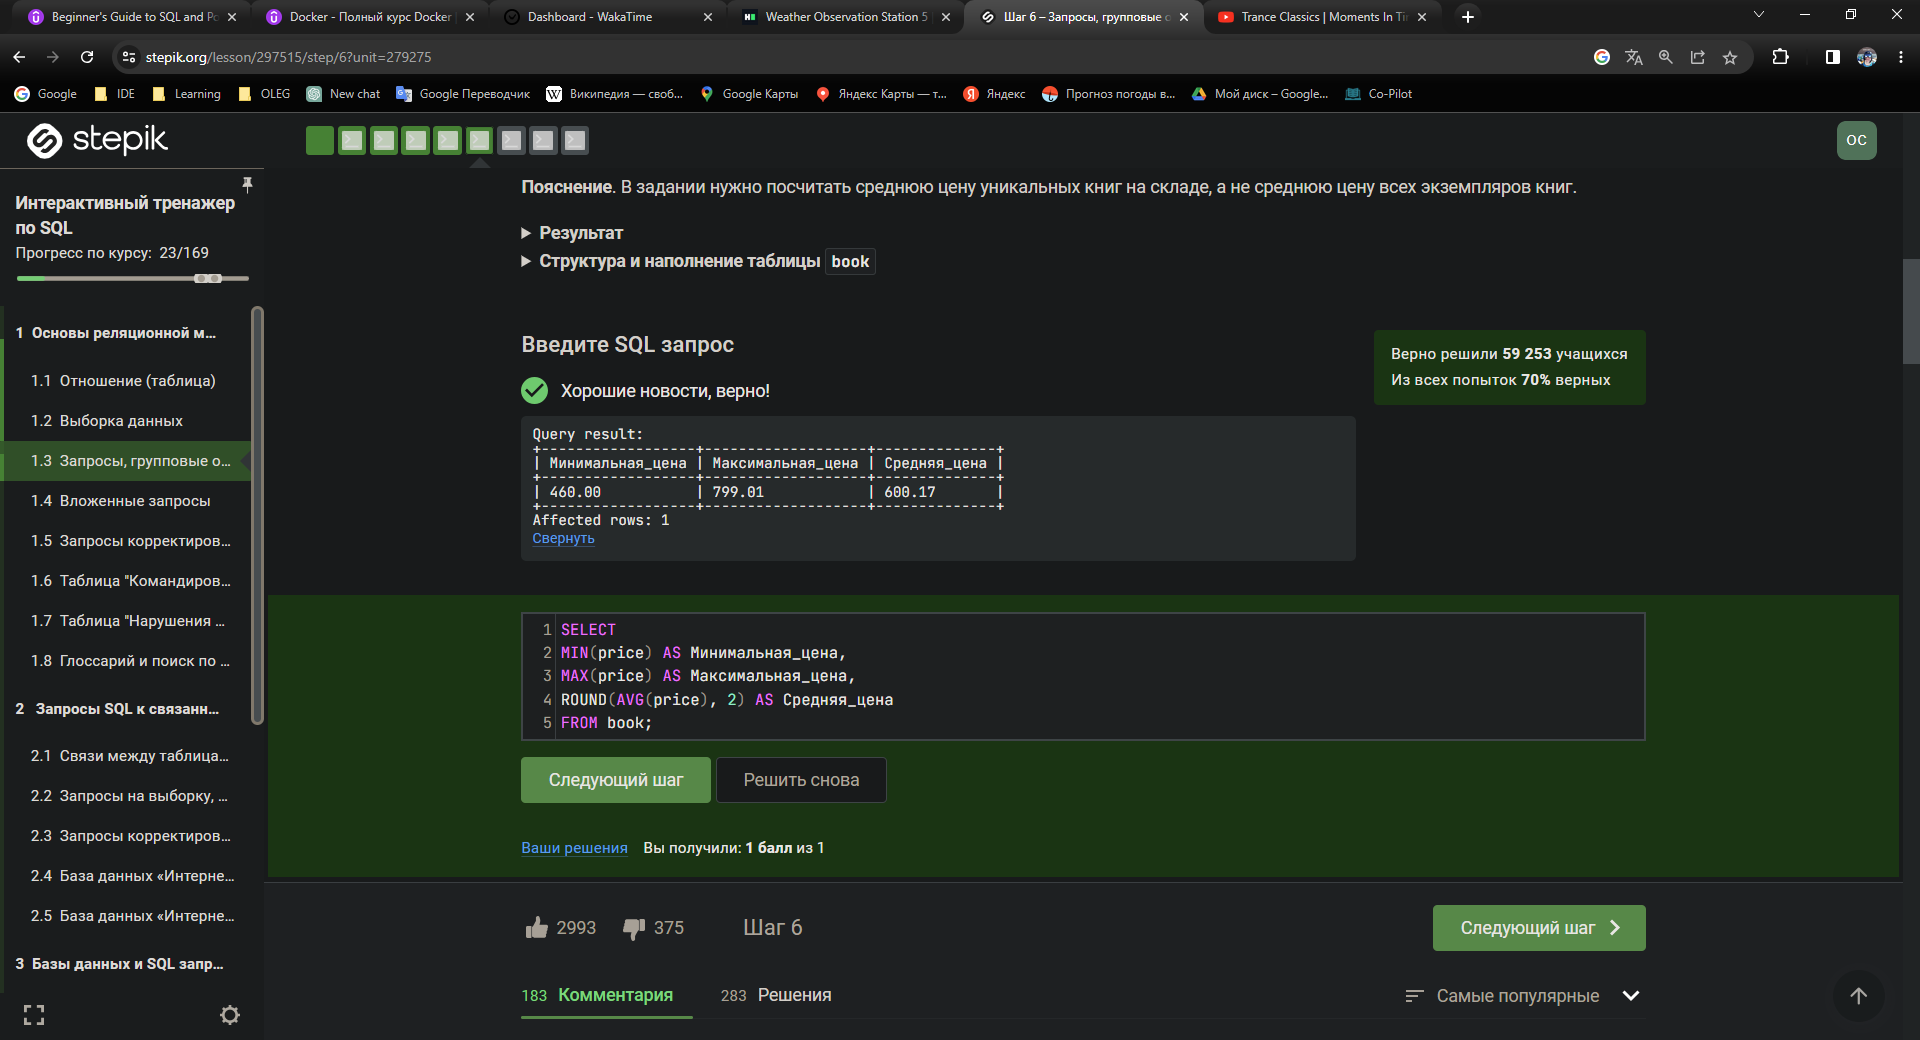 Beginner's Guide to SQL and Po
Docker - Полный курс Docker
Dashboard - WakaTime
Weather Observation Station 5
Шаг 6 – Запросы, групповые о
Trance Classics | Moments In Ti
stepik.org/lesson/297515/step/6?unit=279275
Google
IDE
Learning
OLEG
New chat
Google Переводчик
Википедия — своб...
Google Карты
Яндекс Карты — т...
Яндекс
Прогноз погоды в...
Мой диск – Google...
Co-Pilot
stepik
ОС
Интерактивный тренажер
по SQL
Прогресс по курсу: 23/169
1 Основы реляционной м...
1.1 Отношение (таблица)
1.2 Выборка данных
1.3 Запросы, групповые о...
1.4 Вложенные запросы
1.5 Запросы корректиров...
1.6 Таблица "Командиров...
1.7 Таблица "Нарушения ...
1.8 Глоссарий и поиск по ...
2 Запросы SQL к связанн...
2.1 Связи между таблица...
2.2 Запросы на выборку, ...
2.3 Запросы корректиров...
2.4 База данных «Интерне...
2.5 База данных «Интерне...
3 Базы данных и SQL запр...
Пояснение. В задании нужно посчитать среднюю цену уникальных книг на складе, а не среднюю цену всех экземпляров книг.
Результат
Структура и наполнение таблицы book
Введите SQL запрос
Верно решили 59 253 учащихся
Из всех попыток 70% верных
Хорошие новости, верно!
Query result:
+------------------+-------------------+--------------+
| Минимальная_цена | Максимальная_цена | Средняя_цена |
+------------------+-------------------+--------------+
| 460.00 | 799.01 | 600.17 |
+------------------+-------------------+--------------+
Affected rows: 1
Свернуть
1 SELECT
2 MIN(price) AS Минимальная_цена,
3 MAX(price) AS Максимальная_цена,
4 ROUND(AVG(price), 2) AS Средняя_цена
5 FROM book;
Следующий шаг
Решить снова
Ваши решения
Вы получили: 1 балл из 1
2993
375
Шаг 6
Следующий шаг
183 Комментария
283 Решения
Самые популярные